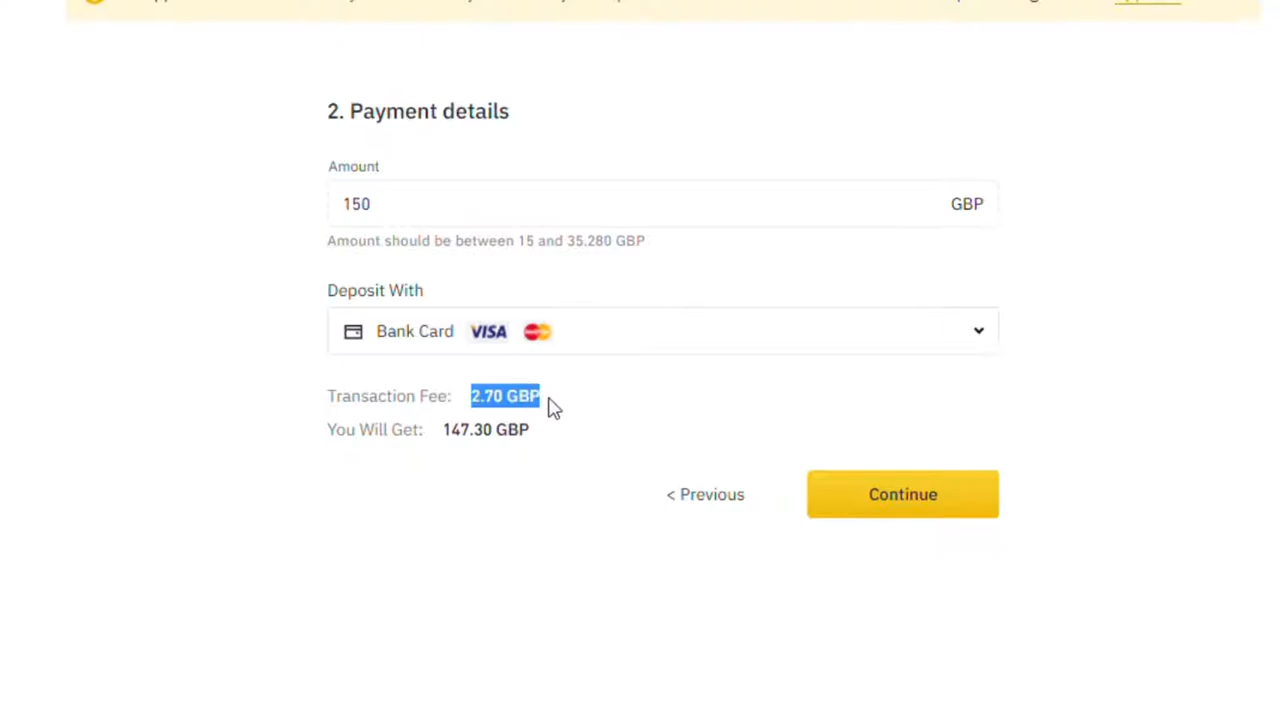 2. Payment details
Amount
150 GBP
Amount should be between 15 and 35.280 GBP
Deposit With
Bank Card VISA
Transaction Fee: 2.70 GBP
You Will Get: 147.30 GBP
< Previous Continue